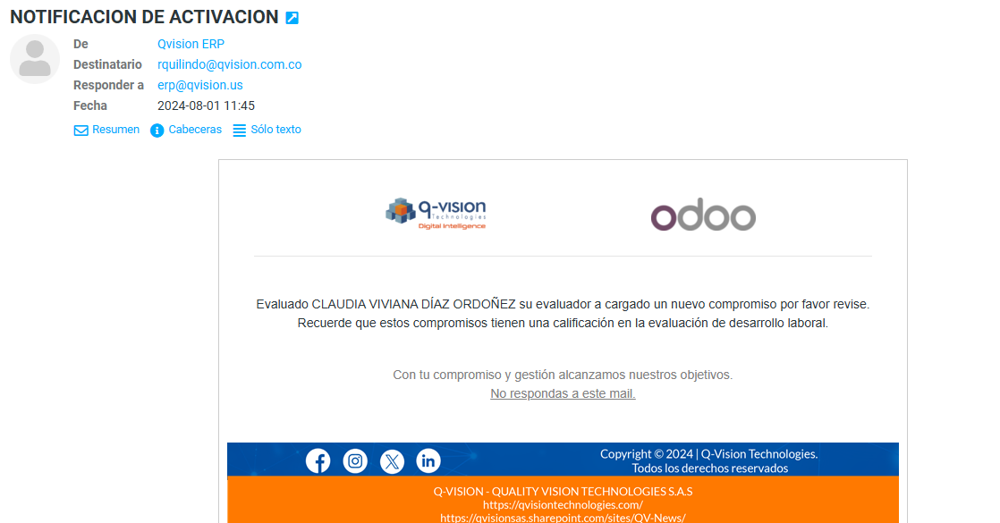 NOTIFICACION DE ACTIVACION
De Qvision ERP
Destinatario rquilindo@qvision.com.co
Responder a erp@qvision.us
Fecha 2024-08-01 11:45
Resumen Cabeceras Sólo texto
q-vision
Technologies
Digital Intelligence
odoo
Evaluado CLAUDIA VIVIANA DÍAZ ORDOÑEZ su evaluador a cargado un nuevo compromiso por favor revise.
Recuerde que estos compromisos tienen una calificación en la evaluación de desarrollo laboral.
Con tu compromiso y gestión alcanzamos nuestros objetivos.
No respondas a este mail.
Copyright © 2024 | Q-Vision Technologies.
Todos los derechos reservados
Q-VISION - QUALITY VISION TECHNOLOGIES S.A.S
https://qvisiontechnologies.com/
https://qvisionsas.sharepoint.com/sites/QV-News/